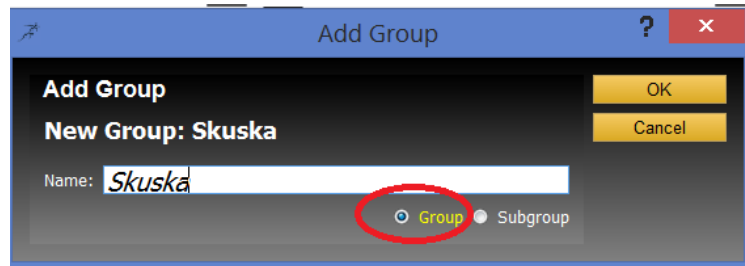 Add Group
?
Add Group
OK
New Group: Skuska
Cancel
Name: Skuska
Group Subgroup